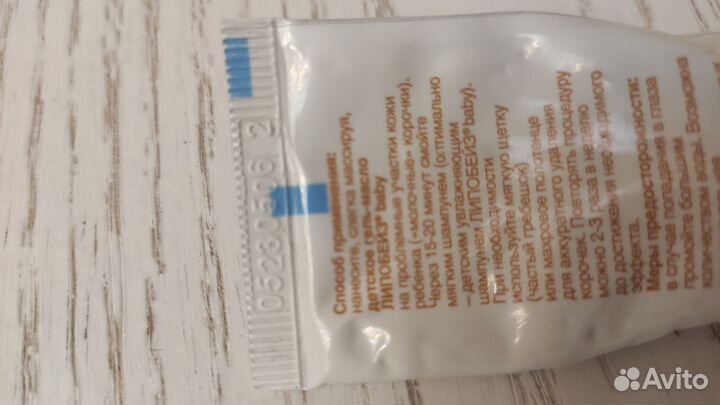 05230506 2
Способ применения:
наносите, слегка массируя,
детское гель-масло
ЛИПОБЕЙЗ® baby
на проблемные участки кожи
ребенка («молочные» корочки).
Через 15-20 минут смойте
мягким шампунем (оптимально
– детским увлажняющим
шампунем ЛИПОБЕЙЗ® baby).
При необходимости
используйте мягкую щетку
(частый гребешок)
или махровое полотенце
для аккуратного удаления
корочек. Повторять процедуру
можно 2-3 раза в неделю
до достижения необходимого
эффекта.
Меры предосторожности:
в случае попадания в глаза
промойте большим
количеством воды. Возможна
Avito